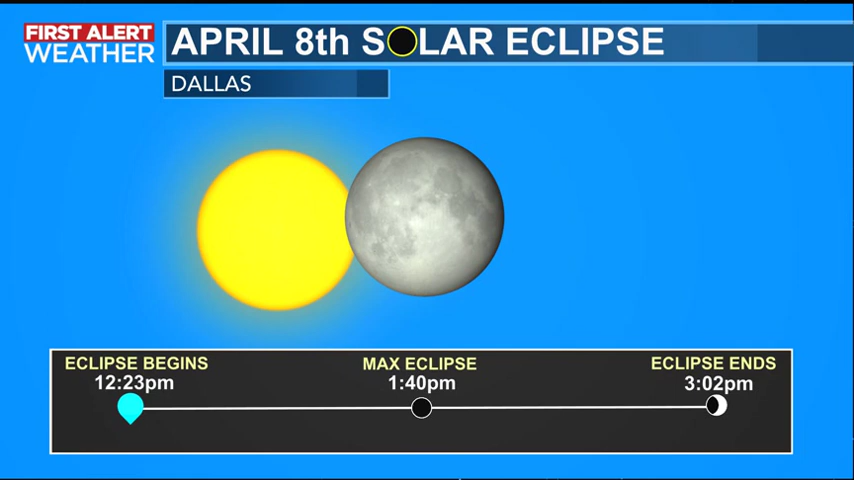 FIRST ALERT
WEATHER
APRIL 8th SOLAR ECLIPSE
DALLAS
ECLIPSE BEGINS
12:23pm
MAX ECLIPSE
1:40pm
ECLIPSE ENDS
3:02pm